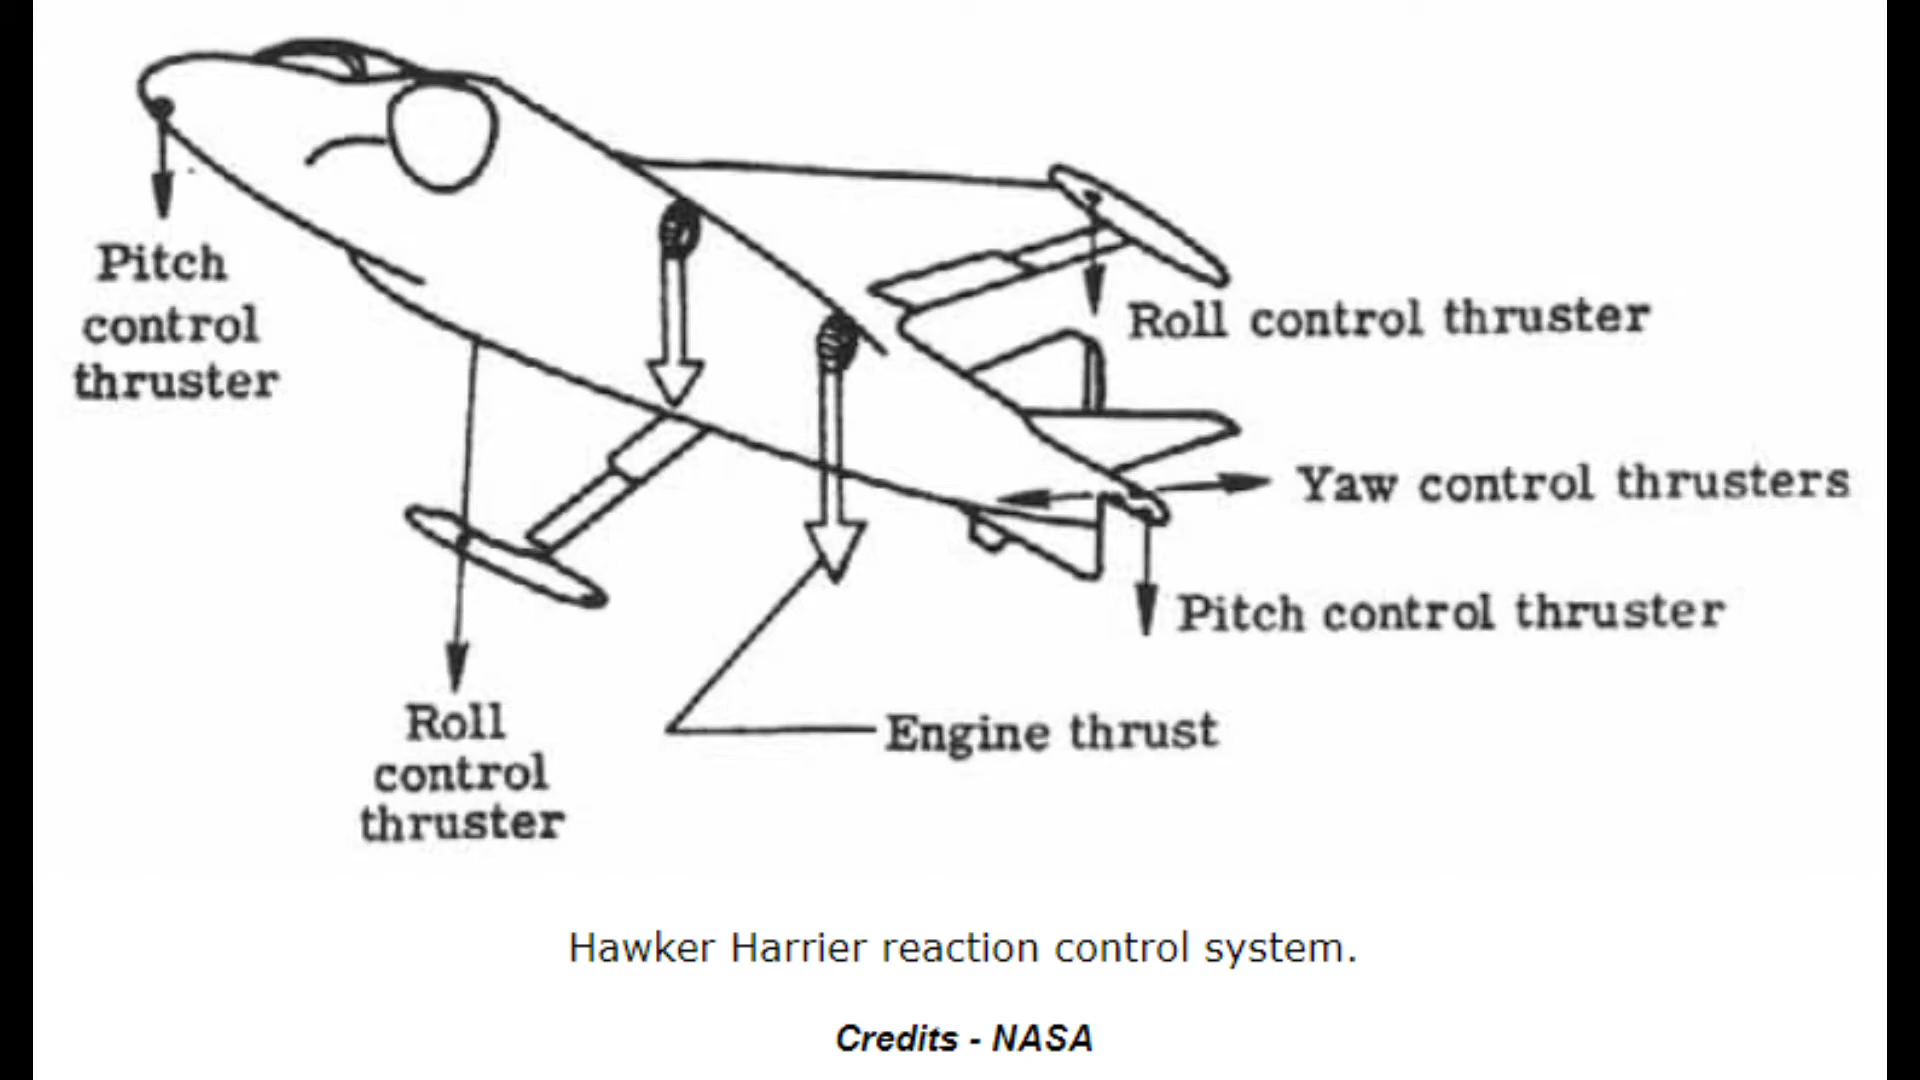 Pitch
control
thruster
Roll control thruster
Yaw control thrusters
Pitch control thruster
Engine thrust
Roll
control
thruster
Hawker Harrier reaction control system.
Credits - NASA